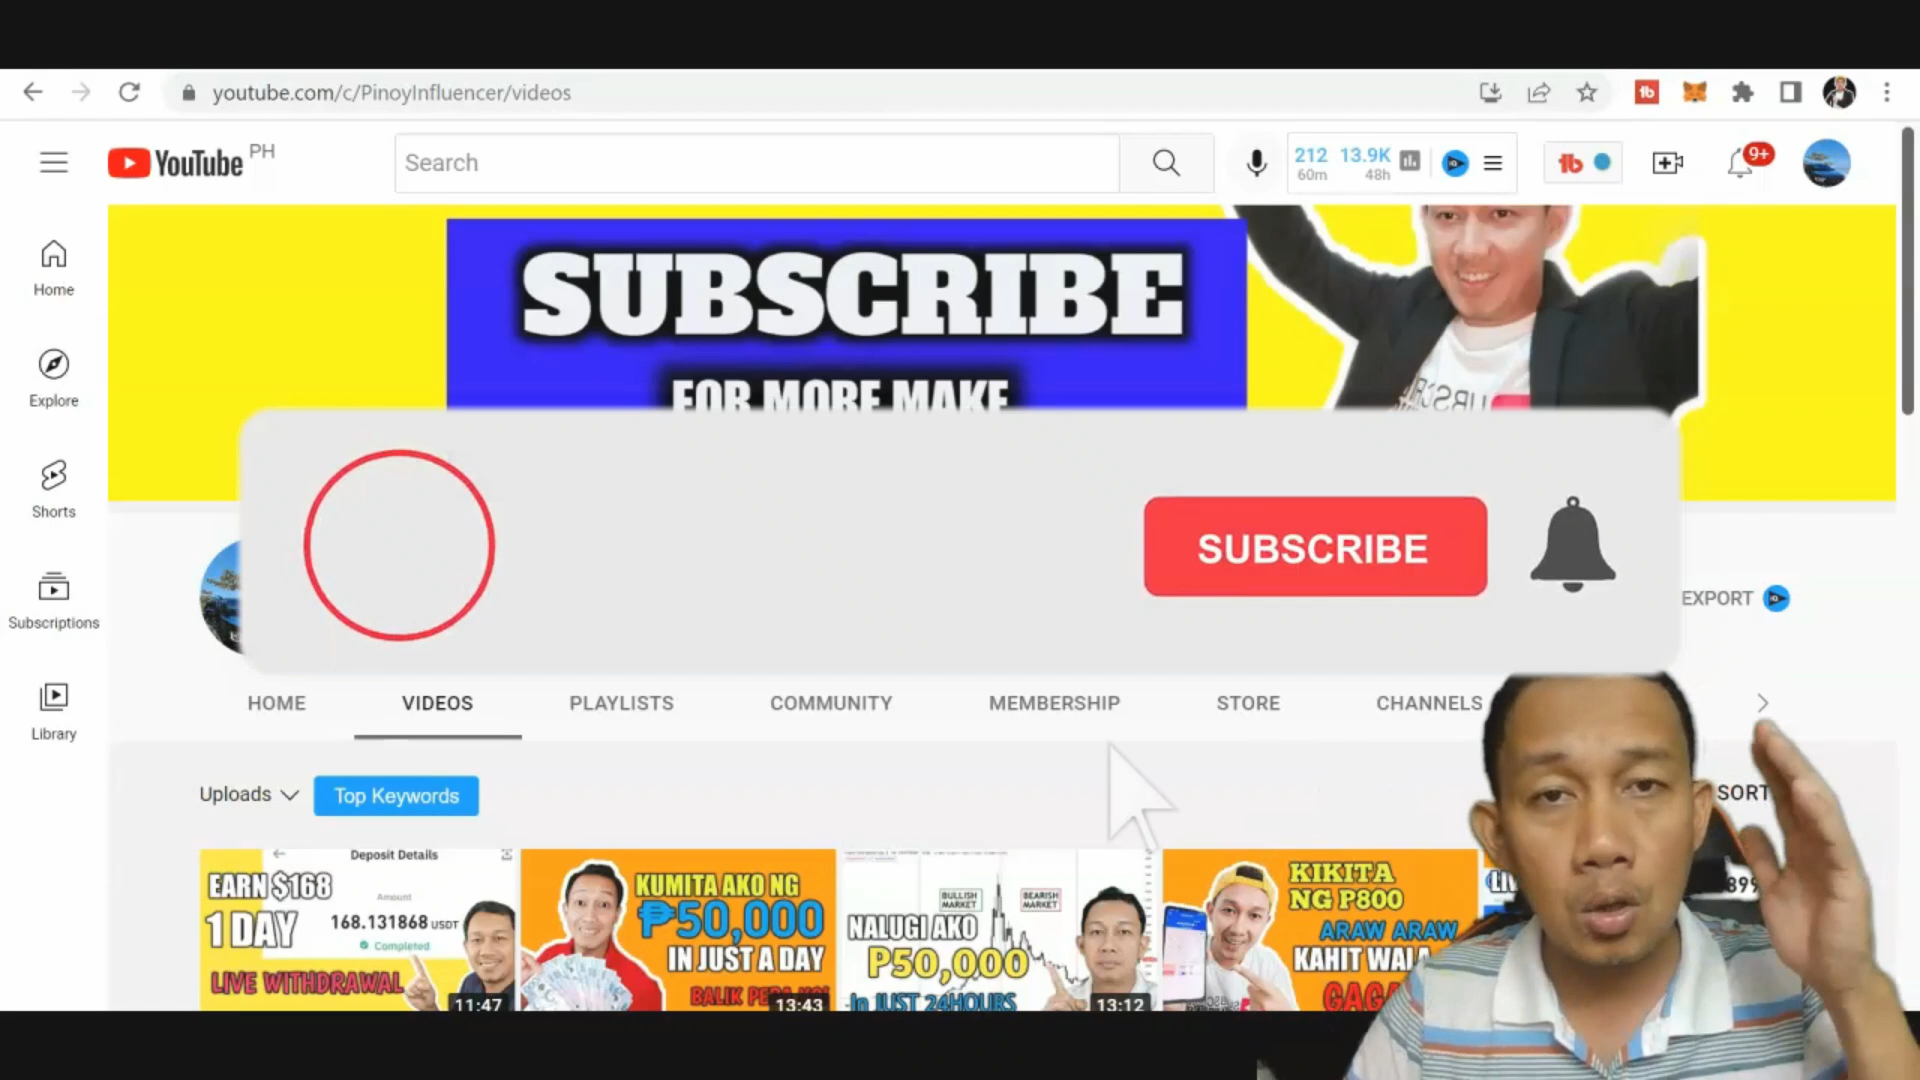 youtube.com/c/PinoyInfluencer/videos
YouTube PH
Search
212 13.9K
60m 48h
9+
Home
Explore
Shorts
Subscriptions
Library
SUBSCRIBE
FOR MORE MAKE
SUBSCRIBE
EXPORT
HOME VIDEOS PLAYLISTS COMMUNITY MEMBERSHIP STORE CHANNELS
Uploads Top Keywords SORT
Deposit Details
Amount
168.131868 USDT
Completed
EARN $168
1 DAY
LIVE WITHDRAWAL
11:47
KUMITA AKO NG
₱50,000
IN JUST A DAY
13:43
BULLISH MARKET
BEARISH MARKET
NALUGI AKO
P50,000
In JUST 24HOURS
13:12
KIKITA
NG P800
ARAW ARAW
KAHIT